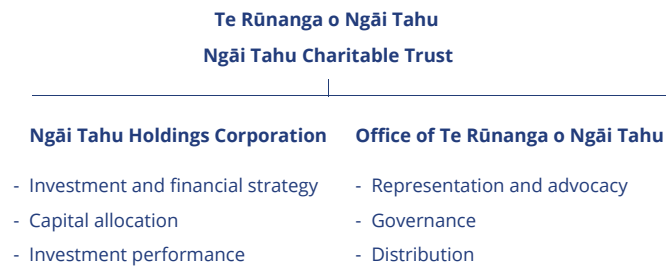 Te Rūnanga o Ngāi Tahu
Ngāi Tahu Charitable Trust
Ngāi Tahu Holdings Corporation
- Investment and financial strategy
- Capital allocation
- Investment performance
Office of Te Rūnanga o Ngāi Tahu
- Representation and advocacy
- Governance
- Distribution